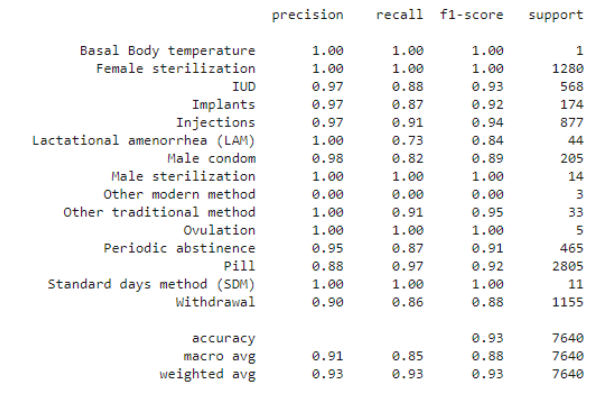 precision recall f1-score support
Basal Body temperature 1.00 1.00 1.00 1
Female sterilization 1.00 1.00 1.00 1280
IUD 0.97 0.88 0.93 568
Implants 0.97 0.87 0.92 174
Injections 0.97 0.91 0.94 877
Lactational amenorrhea (LAM) 1.00 0.73 0.84 44
Male condom 0.98 0.82 0.89 205
Male sterilization 1.00 1.00 1.00 14
Other modern method 0.00 0.00 0.00 3
Other traditional method 1.00 0.91 0.95 33
Ovulation 1.00 1.00 1.00 5
Periodic abstinence 0.95 0.87 0.91 465
Pill 0.88 0.97 0.92 2805
Standard days method (SDM) 1.00 1.00 1.00 11
Withdrawal 0.90 0.86 0.88 1155
accuracy 0.93 7640
macro avg 0.91 0.85 0.88 7640
weighted avg 0.93 0.93 0.93 7640